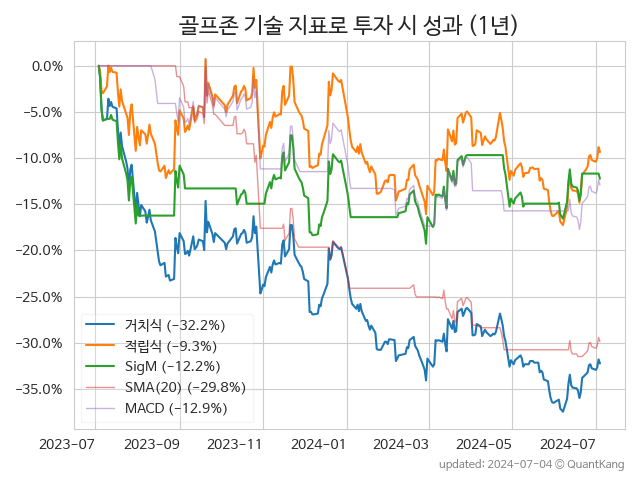 골프존 기술 지표로 투자 시 성과 (1년)
0.0%
−5.0%
−10.0%
−15.0%
−20.0%
−25.0%
−30.0%
−35.0%
거치식 (−32.2%)
적립식 (−9.3%)
SigM (−12.2%)
SMA(20) (−29.8%)
MACD (−12.9%)
2023-07 2023-09 2023-11 2024-01 2024-03 2024-05 2024-07
updated: 2024-07-04 © QuantKang